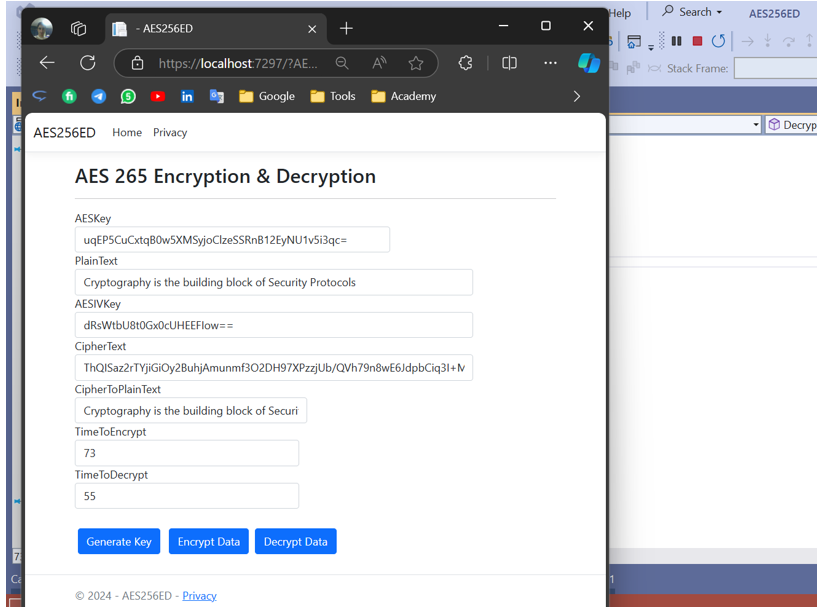 - AES256ED
Help
Search
AES256ED
https://localhost:7297/?AE...
Stack Frame:
Google
Tools
Academy
AES256ED Home Privacy
Decryp
AES 265 Encryption & Decryption
AESKey
uqEP5CuCxtqB0w5XMSyjoClzeSSRnB12EyNU1v5i3qc=
PlainText
Cryptography is the building block of Security Protocols
AESIVKey
dRsWtbU8t0Gx0cUHEEFIow==
CipherText
ThQISaz2rTYjiGiOy2BuhjAmunmf3O2DH97XPzzjUb/QVh79n8wE6JdpbCiq3I+M
CipherToPlainText
Cryptography is the building block of Securi
TimeToEncrypt
73
TimeToDecrypt
55
Generate Key Encrypt Data Decrypt Data
© 2024 - AES256ED - Privacy